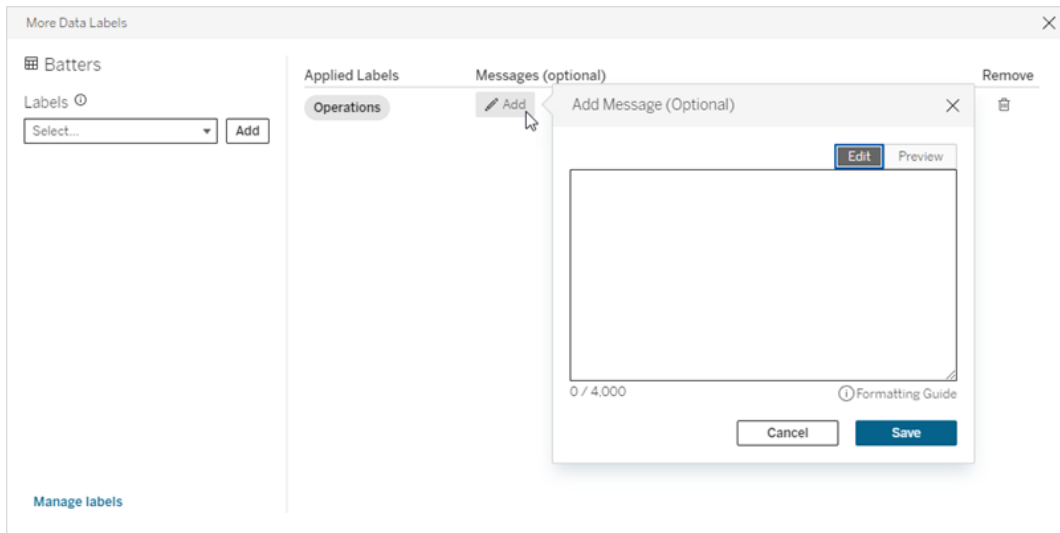 More Data Labels
Batters
Labels
Select...
Add
Manage labels
Applied Labels Messages (optional) Remove
Operations Add
Add Message (Optional)
Edit Preview
0 / 4,000 Formatting Guide
Cancel Save